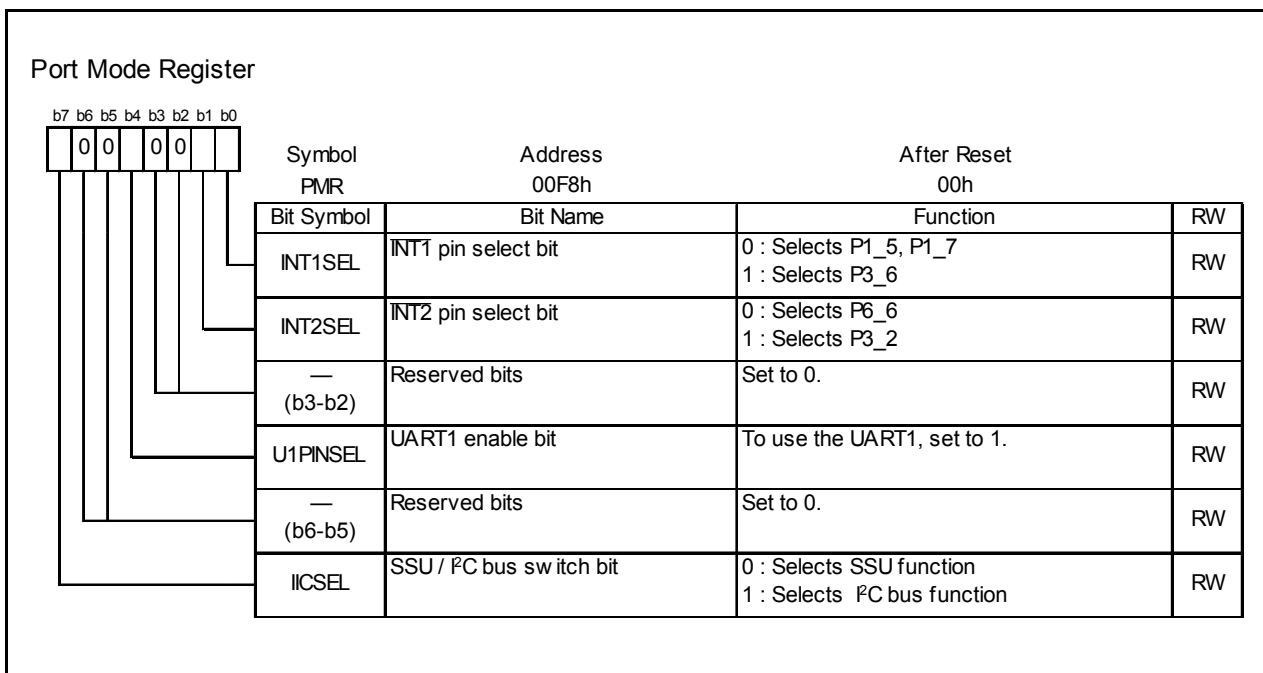 Port Mode Register
b7 b6 b5 b4 b3 b2 b1 b0
0 0 0 0
Symbol Address After Reset
PMR 00F8h 00h
Bit Symbol Bit Name Function RW
INT1SEL INT1 pin select bit 0 : Selects P1_5, P1_7
1 : Selects P3_6 RW
INT2SEL INT2 pin select bit 0 : Selects P6_6
1 : Selects P3_2 RW
—
(b3-b2) Reserved bits Set to 0. RW
U1PINSEL UART1 enable bit To use the UART1, set to 1. RW
—
(b6-b5) Reserved bits Set to 0. RW
IICSEL SSU / I²C bus switch bit 0 : Selects SSU function
1 : Selects I²C bus function RW